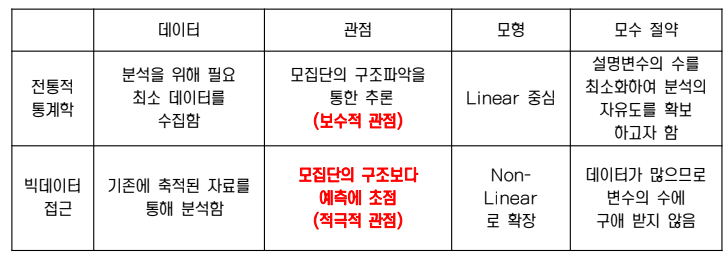 데이터
관점
모형
모수 절약
전통적
통계학
분석을 위해 필요
최소 데이터를
수집함
모집단의 구조파악을
통한 추론
(보수적 관점)
Linear 중심
설명변수의 수를
최소화하여 분석의
자유도를 확보
하고자 함
빅데이터
접근
기존에 축적된 자료를
통해 분석함
모집단의 구조보다
예측에 초점
(적극적 관점)
Non-
Linear
로 확장
데이터가 많으므로
변수의 수에
구애 받지 않음